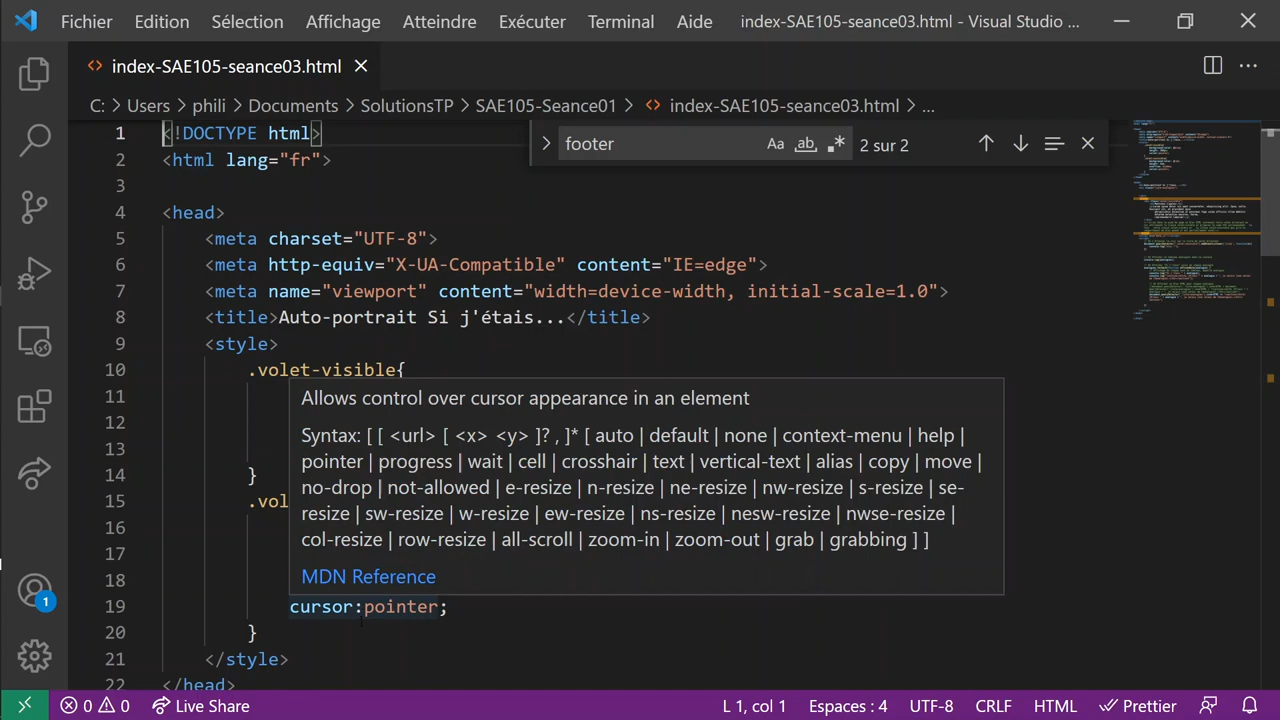 Fichier Edition Sélection Affichage Atteindre Exécuter Terminal Aide index-SAE105-seance03.html - Visual Studio ...
index-SAE105-seance03.html
C: > Users > phili > Documents > SolutionsTP > SAE105-Seance01 > index-SAE105-seance03.html > ...
footer Aa ab. .* 2 sur 2
1 <!DOCTYPE html>
2 <html lang="fr">
3
4 <head>
5 <meta charset="UTF-8">
6 <meta http-equiv="X-UA-Compatible" content="IE=edge">
7 <meta name="viewport" content="width=device-width, initial-scale=1.0">
8 <title>Auto-portrait Si j'étais...</title>
9 <style>
10 .volet-visible{
11
12
13
14 }
15 .vol
16
17
18
Allows control over cursor appearance in an element
Syntax: [ [ <url> [ <x> <y> ]? , ]* [ auto | default | none | context-menu | help |
pointer | progress | wait | cell | crosshair | text | vertical-text | alias | copy | move |
no-drop | not-allowed | e-resize | n-resize | ne-resize | nw-resize | s-resize | se-
resize | sw-resize | w-resize | ew-resize | ns-resize | nesw-resize | nwse-resize |
col-resize | row-resize | all-scroll | zoom-in | zoom-out | grab | grabbing ] ]
MDN Reference
19 cursor:pointer;
20 }
21 </style>
22 </head>
1
0 0 Live Share L 1, col 1 Espaces : 4 UTF-8 CRLF HTML Prettier